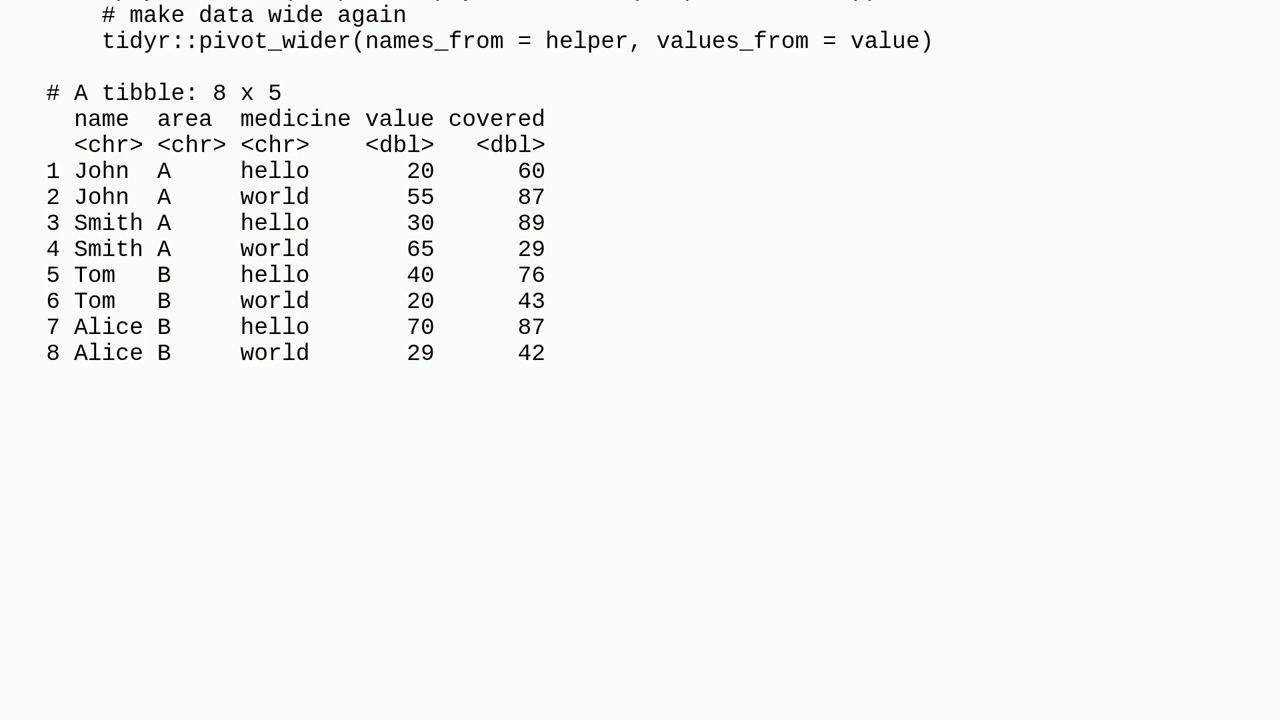 # make data wide again
tidyr::pivot_wider(names_from = helper, values_from = value)
# A tibble: 8 x 5
name area medicine value covered
<chr> <chr> <chr> <dbl> <dbl>
1 John A hello 20 60
2 John A world 55 87
3 Smith A hello 30 89
4 Smith A world 65 29
5 Tom B hello 40 76
6 Tom B world 20 43
7 Alice B hello 70 87
8 Alice B world 29 42